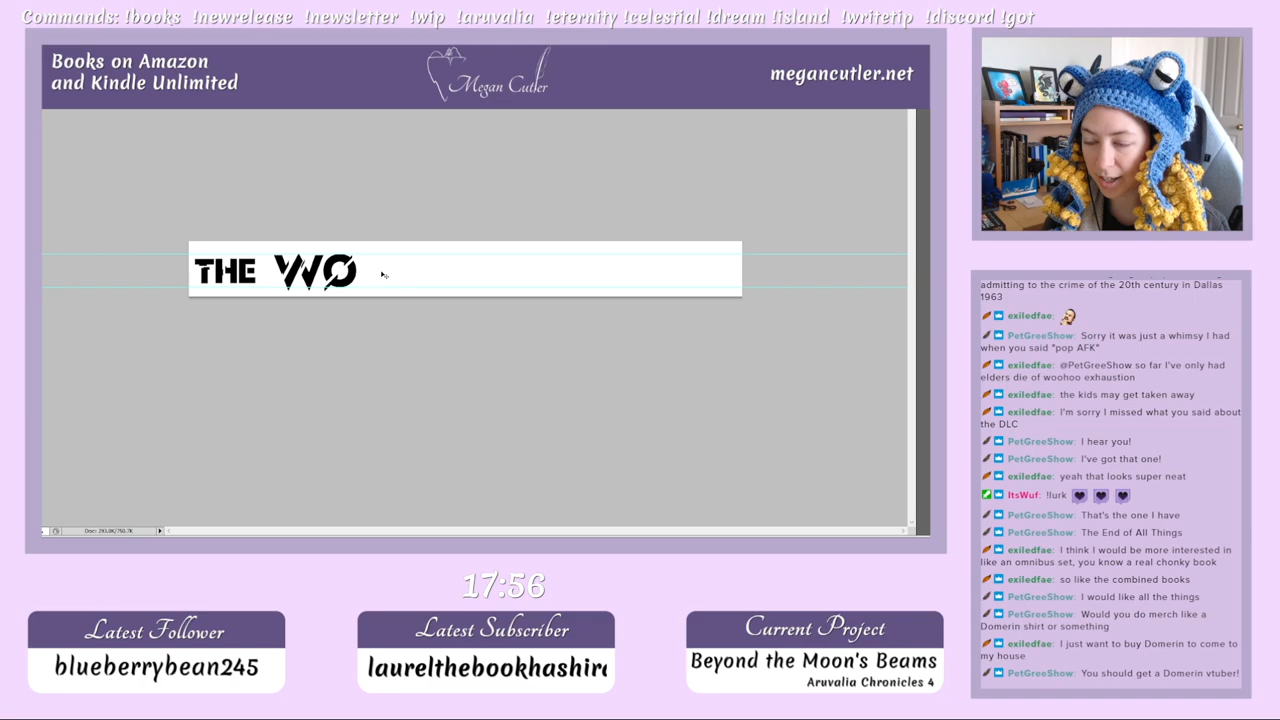 Commands: !books !newrelease !newsletter !wip !aruvalia !eternity !celestial !dream !island !writetip !discord !got
Books on Amazon
and Kindle Unlimited
Megan Cutler
megancutler.net
THE WO
Doc: 293.0K/750.7K
admitting to the crime of the 20th century in Dallas
1963
exiledfae:
PetGreeShow: Sorry it was just a whimsy I had
when you said "pop AFK"
exiledfae: @PetGreeShow so far I've only had
elders die of woohoo exhaustion
exiledfae: the kids may get taken away
exiledfae: I'm sorry I missed what you said about
the DLC
PetGreeShow: I hear you!
PetGreeShow: I've got that one!
exiledfae: yeah that looks super neat
ItsWuf: !lurk
PetGreeShow: That's the one I have
PetGreeShow: The End of All Things
exiledfae: I think I would be more interested in
like an omnibus set, you know a real chonky book
exiledfae: so like the combined books
PetGreeShow: I would like all the things
PetGreeShow: Would you do merch like a
Domerin shirt or something
exiledfae: I just want to buy Domerin to come to
my house
PetGreeShow: You should get a Domerin vtuber!
17:56
Latest Follower
blueberrybean245
Latest Subscriber
laurelthebookhashira
Current Project
Beyond the Moon's Beams
Aruvalia Chronicles 4